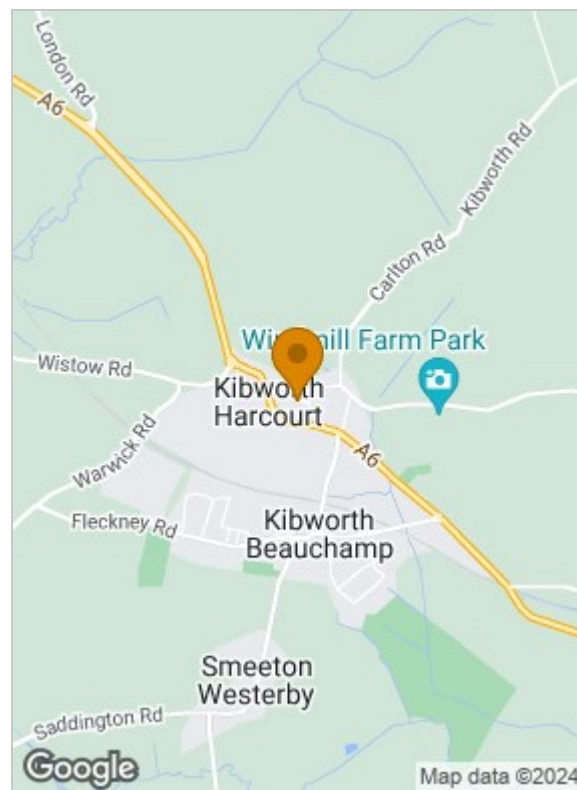 London Rd
A6
Kibworth Rd
Carlton Rd
Farm Park
Wistow Rd
Kibworth
Harcourt
Warwick Rd
A6
Fleckney Rd
Kibworth
Beauchamp
Smeeton
Westerby
Saddington Rd
Google
Map data ©2024